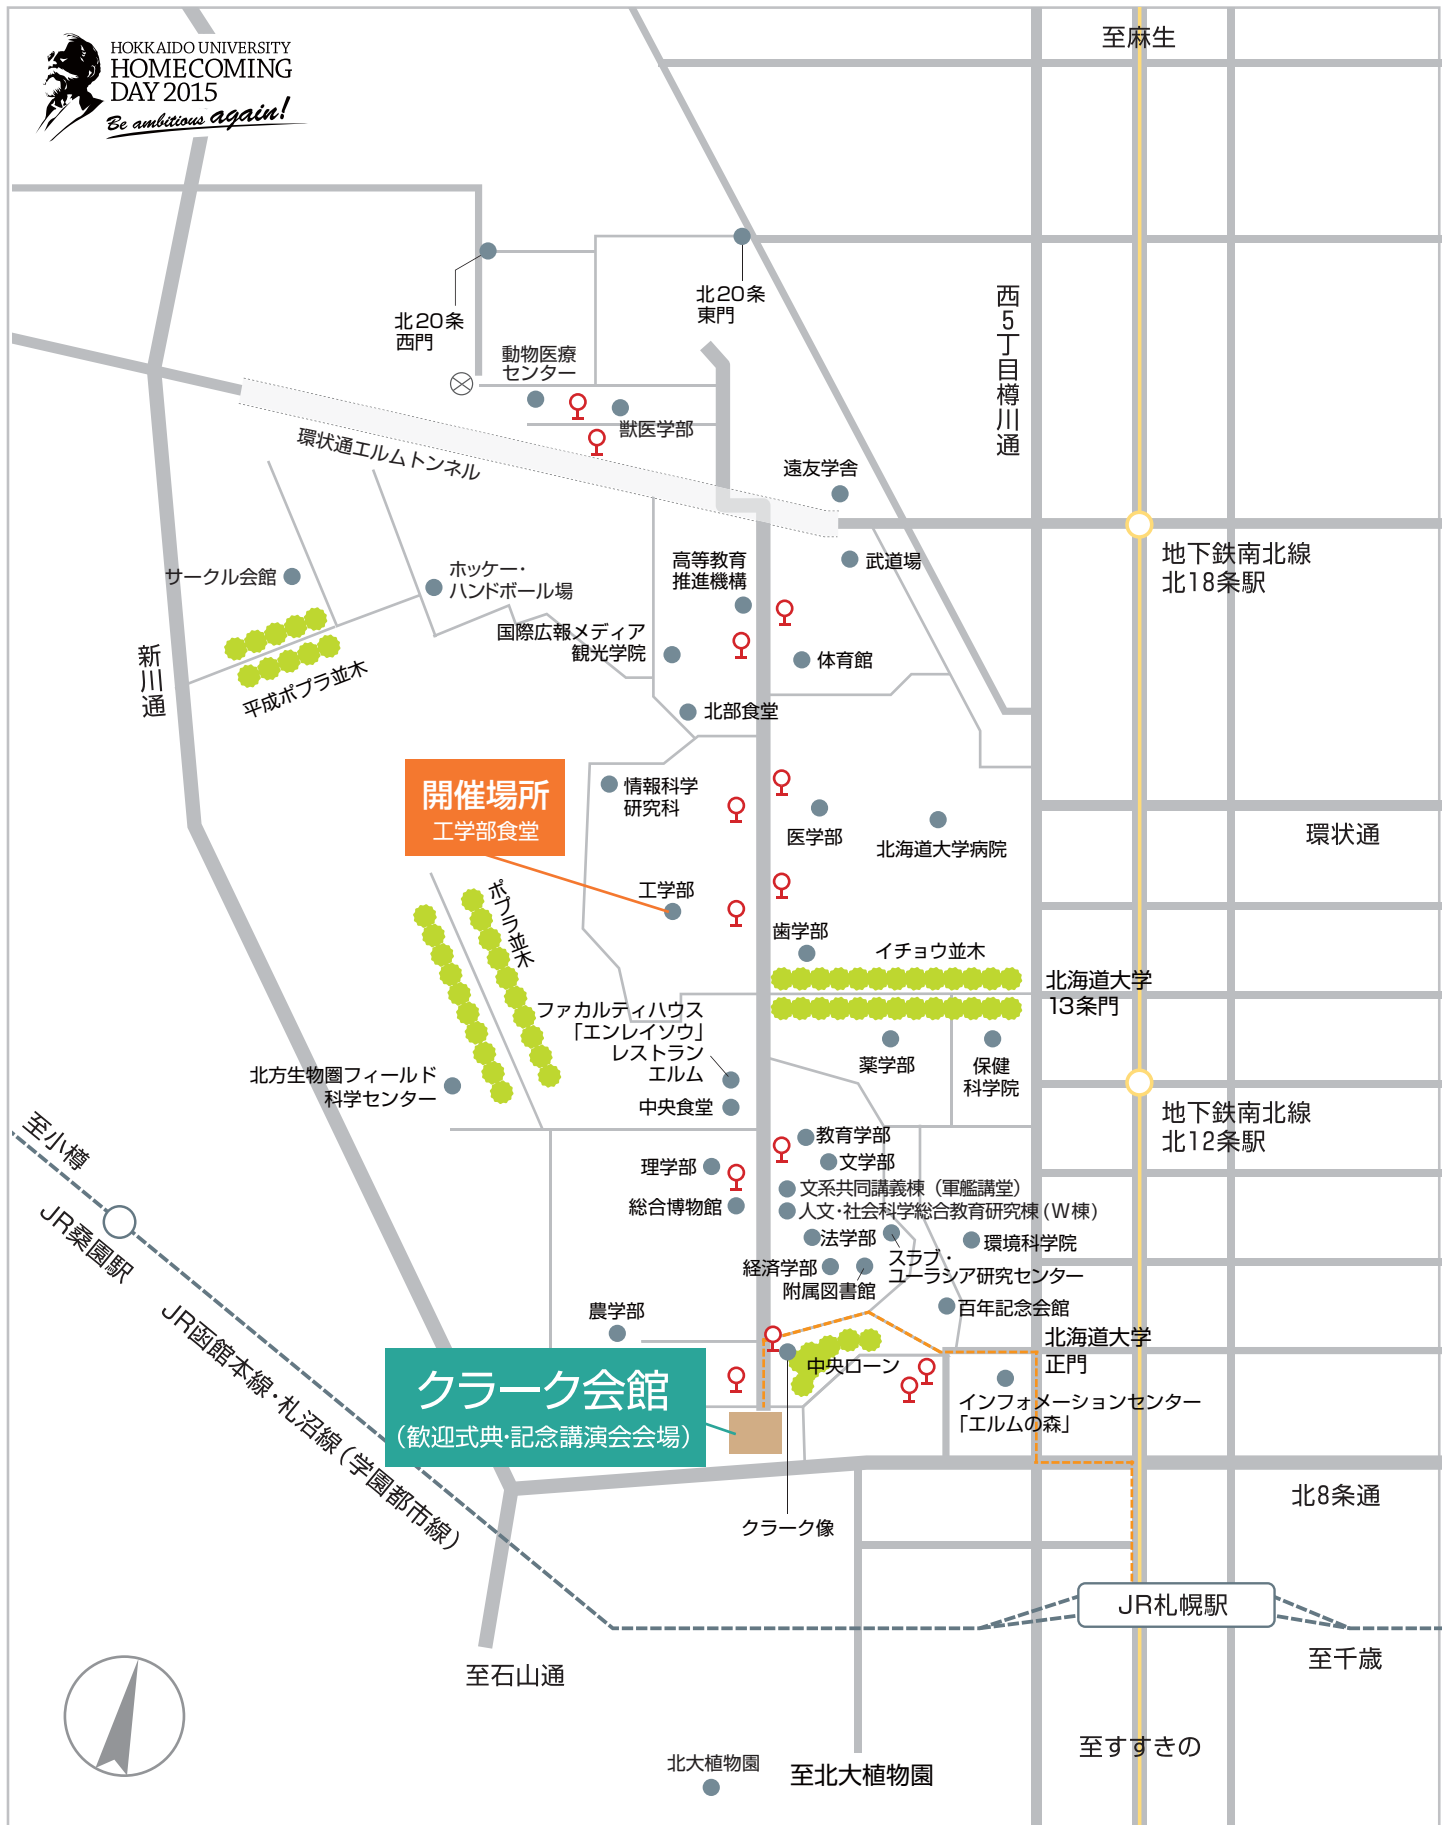 HOKKAIDO UNIVERSITY
HOMECOMING
DAY 2015
Be ambitious again!
至麻生
北20条
西門
北20条
東門
西5丁目樽川通
動物医療
センター
獣医学部
環状通エルムトンネル
遠友学舎
武道場
地下鉄南北線
北18条駅
高等教育
推進機構
サークル会館
ホッケー・
ハンドボール場
国際広報メディア
観光学院
体育館
新川通
平成ポプラ並木
北部食堂
開催場所
工学部食堂
情報科学
研究科
医学部
北海道大学病院
環状通
工学部
ポプラ並木
歯学部
イチョウ並木
北海道大学
13条門
ファカルティハウス
「エンレイソウ」
レストラン
エルム
薬学部
保健
科学院
北方生物圏フィールド
科学センター
中央食堂
地下鉄南北線
北12条駅
至小樽
JR桑園駅
教育学部
文学部
理学部
文系共同講義棟（軍艦講堂）
総合博物館
人文・社会科学総合教育研究棟(W棟)
法学部
環境科学院
スラブ・
ユーラシア研究センター
経済学部
附属図書館
百年記念会館
JR函館本線・札沼線（学園都市線）
農学部
北海道大学
正門
中央ローン
クラーク会館
（歓迎式典・記念講演会会場）
インフォメーションセンター
「エルムの森」
北8条通
クラーク像
JR札幌駅
至千歳
至石山通
至すすきの
北大植物園
至北大植物園